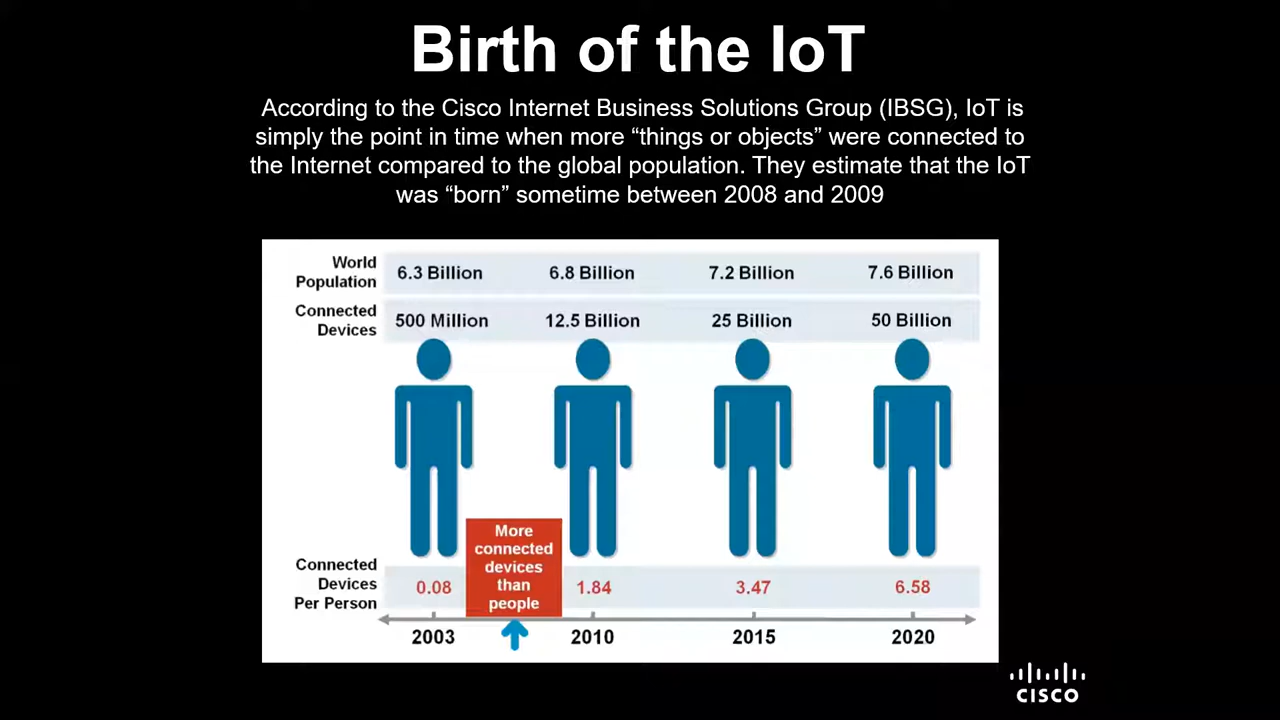 Birth of the IoT
According to the Cisco Internet Business Solutions Group (IBSG), IoT is
simply the point in time when more “things or objects” were connected to
the Internet compared to the global population. They estimate that the IoT
was “born” sometime between 2008 and 2009
World
Population
6.3 Billion 6.8 Billion 7.2 Billion 7.6 Billion
Connected
Devices
500 Million 12.5 Billion 25 Billion 50 Billion
More
connected
devices
than
people
Connected
Devices
Per Person
0.08 1.84 3.47 6.58
2003 2010 2015 2020
CISCO